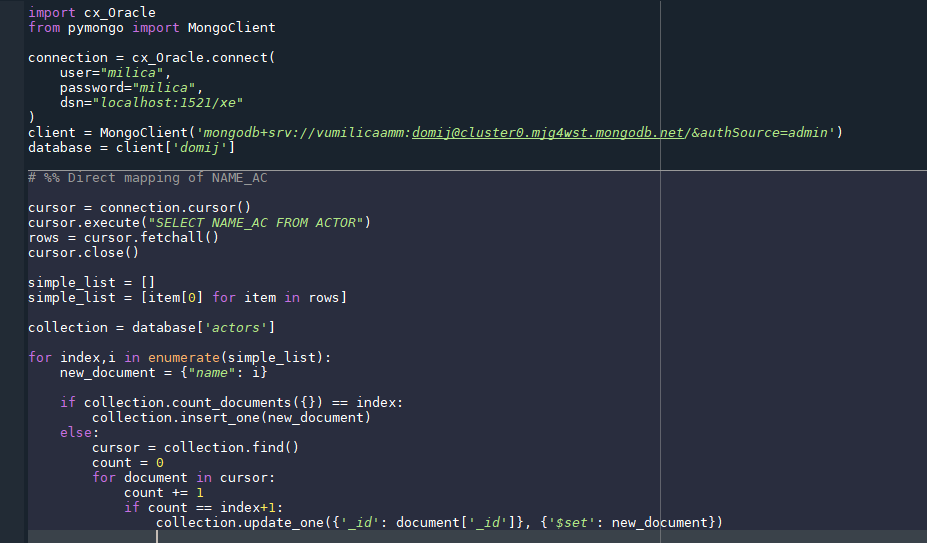 import cx_Oracle
from pymongo import MongoClient
connection = cx_Oracle.connect(
user="milica",
password="milica",
dsn="localhost:1521/xe"
)
client = MongoClient('mongodb+srv://vumilicaamm:domij@cluster0.mjg4wst.mongodb.net/&authSource=admin')
database = client['domij']
# %% Direct mapping of NAME_AC
cursor = connection.cursor()
cursor.execute("SELECT NAME_AC FROM ACTOR")
rows = cursor.fetchall()
cursor.close()
simple_list = []
simple_list = [item[0] for item in rows]
collection = database['actors']
for index,i in enumerate(simple_list):
new_document = {"name": i}
if collection.count_documents({}) == index:
collection.insert_one(new_document)
else:
cursor = collection.find()
count = 0
for document in cursor:
count += 1
if count == index+1:
collection.update_one({'_id': document['_id']}, {'$set': new_document})